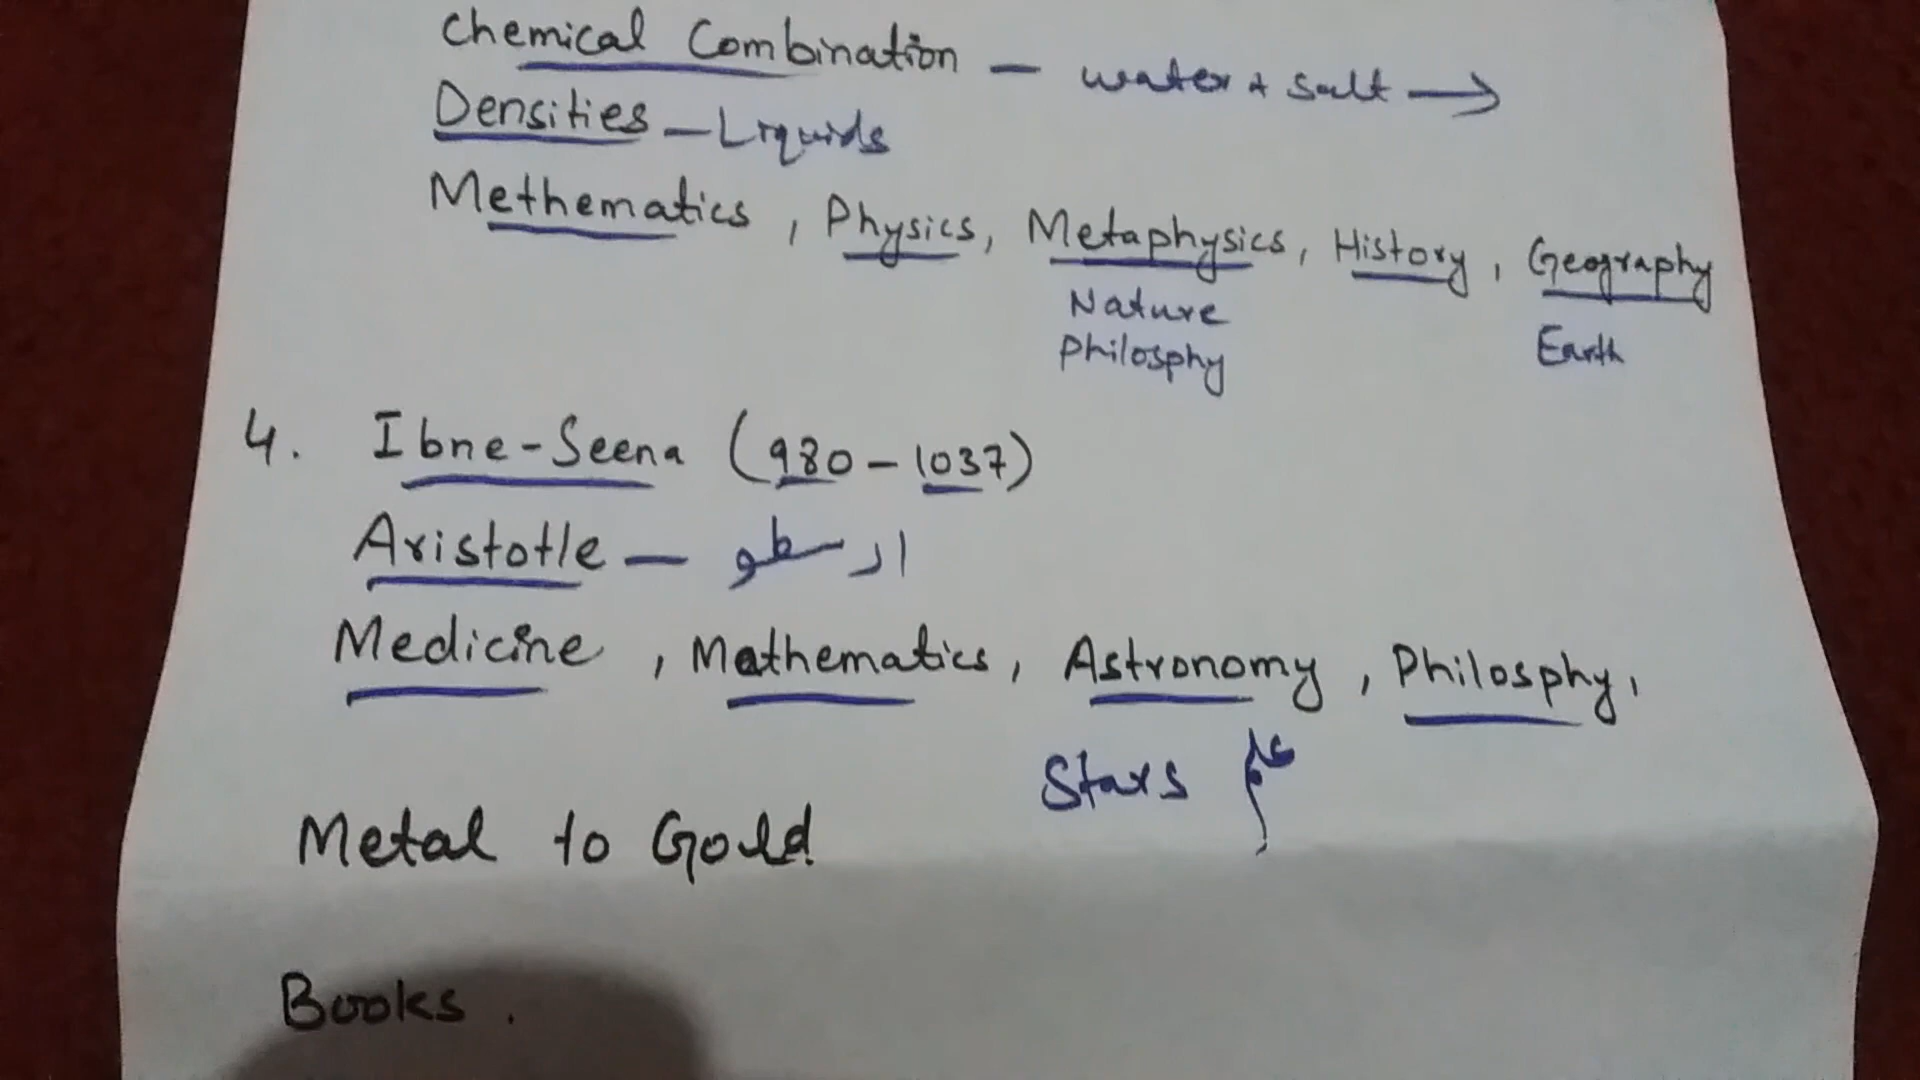 Chemical Combination — water + salt →
Densities — Liquids
Methematics, Physics, Metaphysics, History, Geography
Nature Philosphy
Earth
4. Ibne-Seena (980 - 1037)
Aristotle — ارسطو
Medicine, Mathematics, Astronomy, Philosphy,
Stars علم
Metal to Gold
Books.